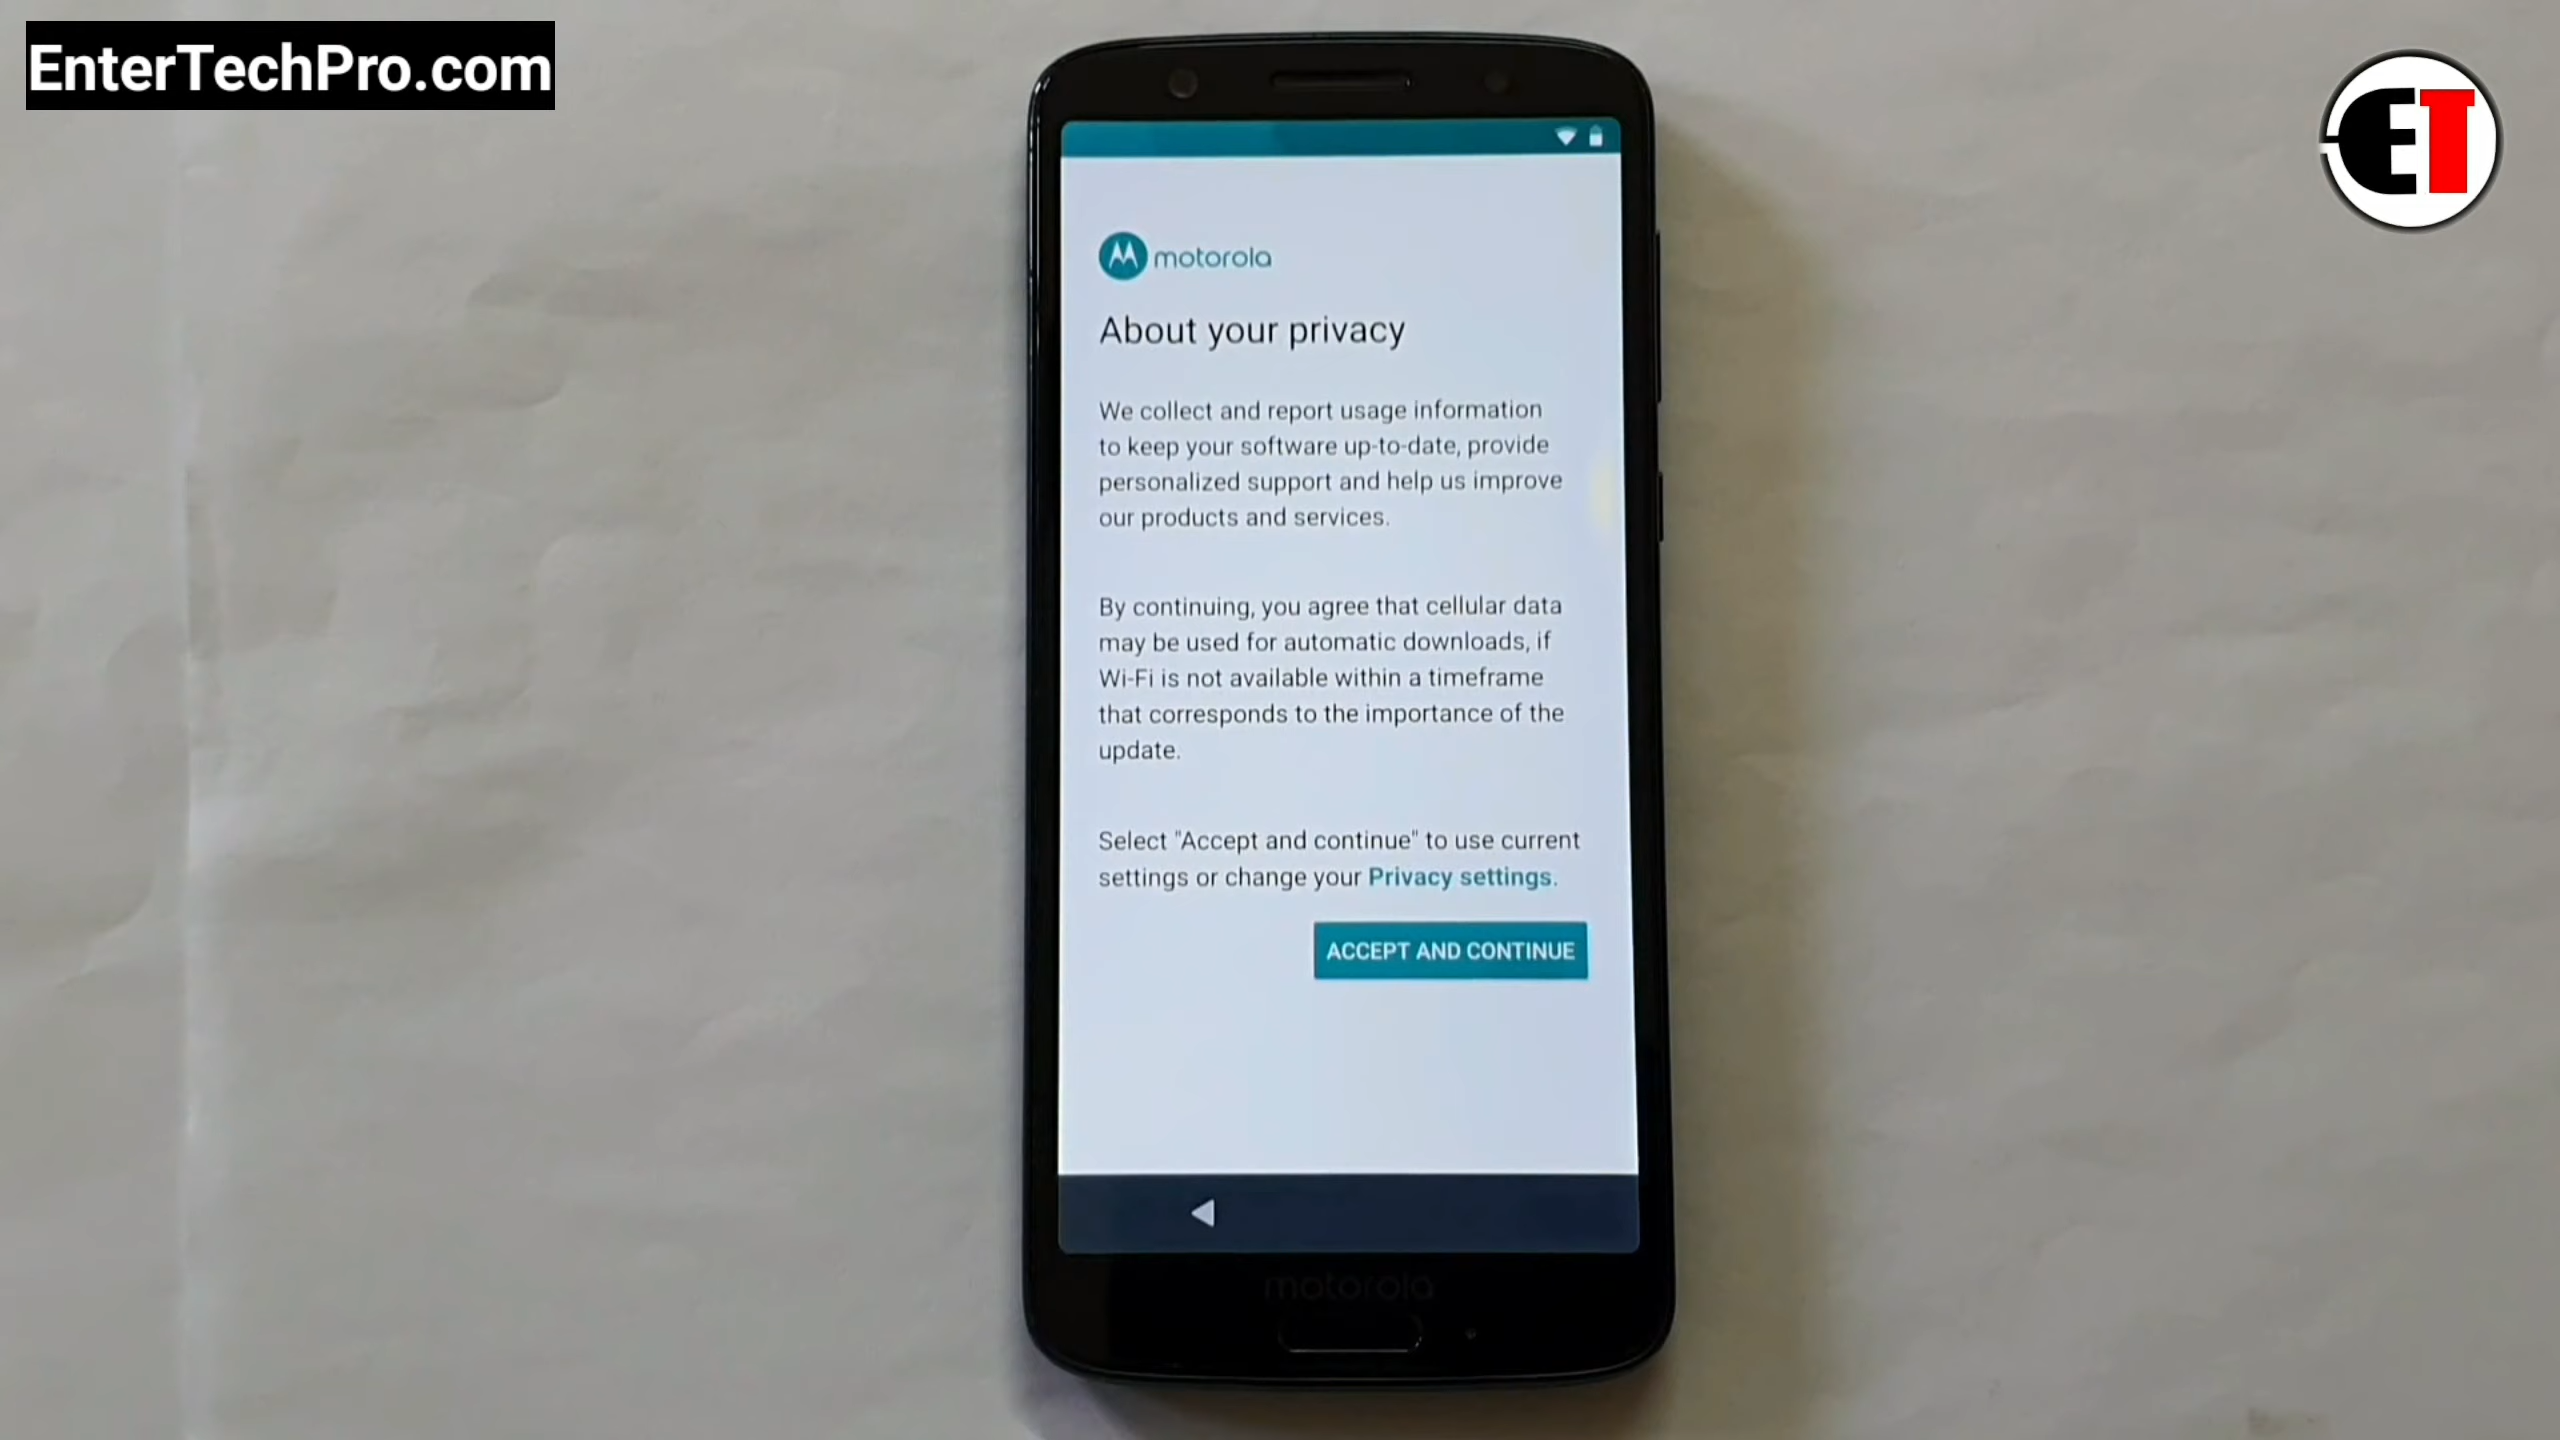 EnterTechPro.com
ET
motorola
About your privacy
We collect and report usage information
to keep your software up-to-date, provide
personalized support and help us improve
our products and services.
By continuing, you agree that cellular data
may be used for automatic downloads, if
Wi-Fi is not available within a timeframe
that corresponds to the importance of the
update.
Select "Accept and continue" to use current
settings or change your Privacy settings.
ACCEPT AND CONTINUE
motorola